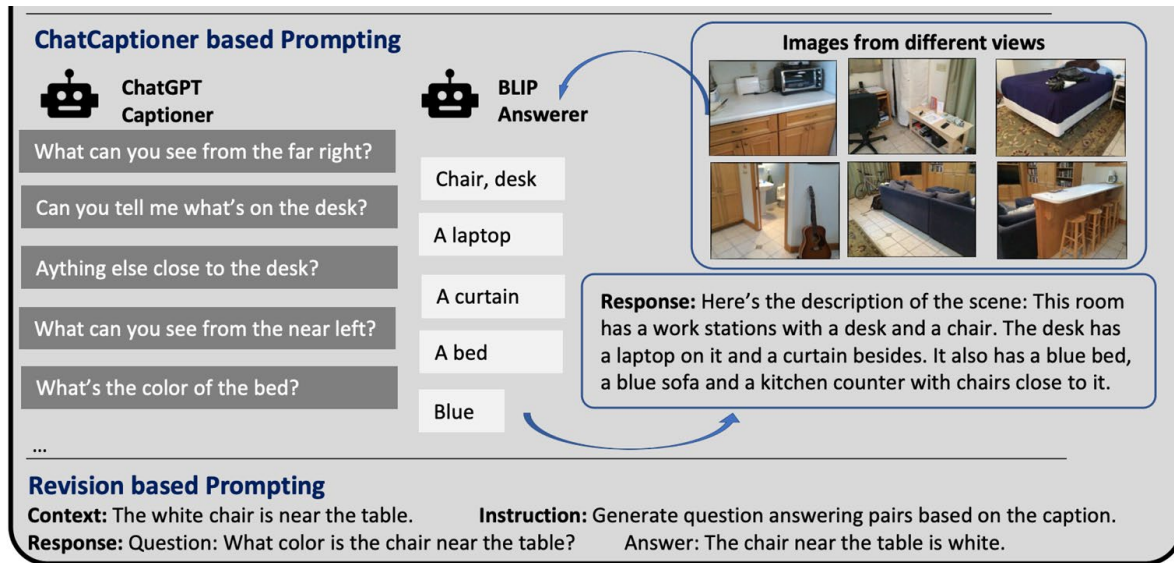 ChatCaptioner based Prompting
ChatGPT
Captioner
BLIP
Answerer
Images from different views
What can you see from the far right?
Chair, desk
Can you tell me what's on the desk?
A laptop
Aything else close to the desk?
A curtain
What can you see from the near left?
A bed
What's the color of the bed?
Blue
...
Response: Here's the description of the scene: This room
has a work stations with a desk and a chair. The desk has
a laptop on it and a curtain besides. It also has a blue bed,
a blue sofa and a kitchen counter with chairs close to it.
Revision based Prompting
Context: The white chair is near the table. Instruction: Generate question answering pairs based on the caption.
Response: Question: What color is the chair near the table? Answer: The chair near the table is white.